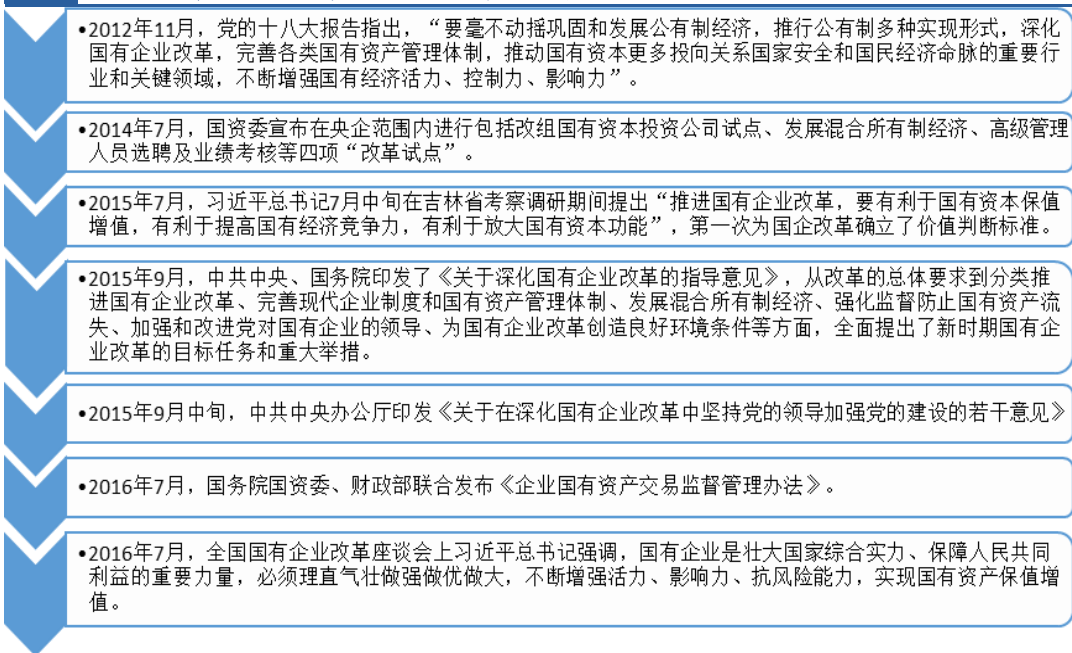 •2012年11月，党的十八大报告指出，“要毫不动摇巩固和发展公有制经济，推行公有制多种实现形式，深化
国有企业改革，完善各类国有资产管理体制，推动国有资本更多投向关系国家安全和国民经济命脉的重要行
业和关键领域，不断增强国有经济活力、控制力、影响力”。
•2014年7月，国资委宣布在央企范围内进行包括改组国有资本投资公司试点、发展混合所有制经济、高级管理
人员选聘及业绩考核等四项“改革试点”。
•2015年7月，习近平总书记7月中旬在吉林省考察调研期间提出“推进国有企业改革，要有利于国有资本保值
增值，有利于提高国有经济竞争力，有利于放大国有资本功能”，第一次为国企改革确立了价值判断标准。
•2015年9月，中共中央、国务院印发了《关于深化国有企业改革的指导意见》，从改革的总体要求到分类推
进国有企业改革、完善现代企业制度和国有资产管理体制、发展混合所有制经济、强化监督防止国有资产流
失、加强和改进党对国有企业的领导、为国有企业改革创造良好环境条件等方面，全面提出了新时期国有企
业改革的目标任务和重大举措。
•2015年9月中旬，中共中央办公厅印发《关于在深化国有企业改革中坚持党的领导加强党的建设的若干意见》
•2016年7月，国务院国资委、财政部联合发布《企业国有资产交易监督管理办法》。
•2016年7月，全国国有企业改革座谈会上习近平总书记强调，国有企业是壮大国家综合实力、保障人民共同
利益的重要力量，必须理直气壮做强做优做大，不断增强活力、影响力、抗风险能力，实现国有资产保值增
值。